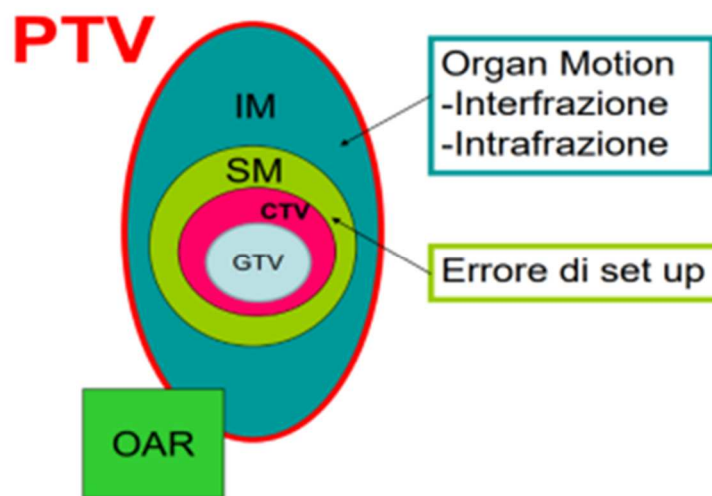 PTV
IM
SM
CTV
GTV
OAR
Organ Motion
-Interfrazione
-Intrafrazione
Errore di set up